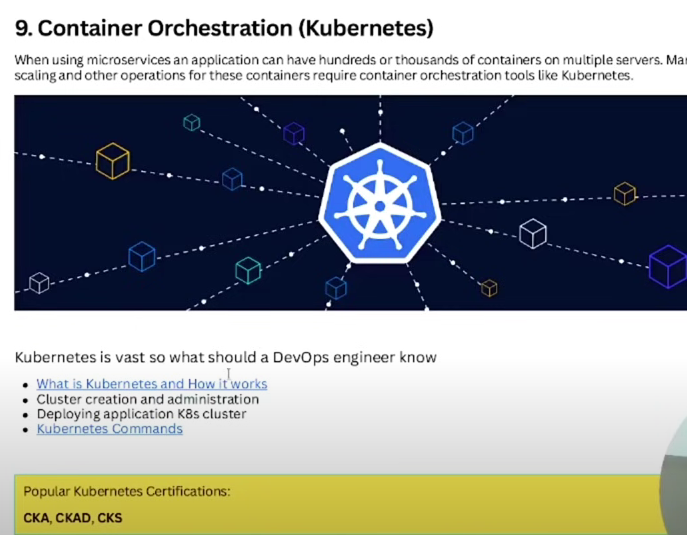 9. Container Orchestration (Kubernetes)
When using microservices an application can have hundreds or thousands of containers on multiple servers.
scaling and other operations for these containers require container orchestration tools like Kubernetes.
Kubernetes is vast so what should a DevOps engineer know
• What is Kubernetes and How it works
• Cluster creation and administration
• Deploying application K8s cluster
• Kubernetes Commands
Popular Kubernetes Certifications:
CKA, CKAD, CKS